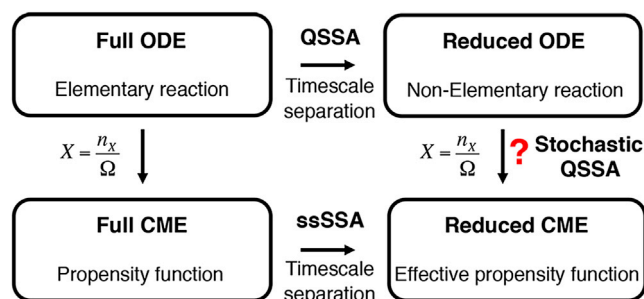 Full ODE
Elementary reaction
QSSA
Timescale
separation
Reduced ODE
Non-Elementary reaction
X = n_X / Ω
X = n_X / Ω
? Stochastic
QSSA
Full CME
Propensity function
ssSSA
Timescale
separation
Reduced CME
Effective propensity function